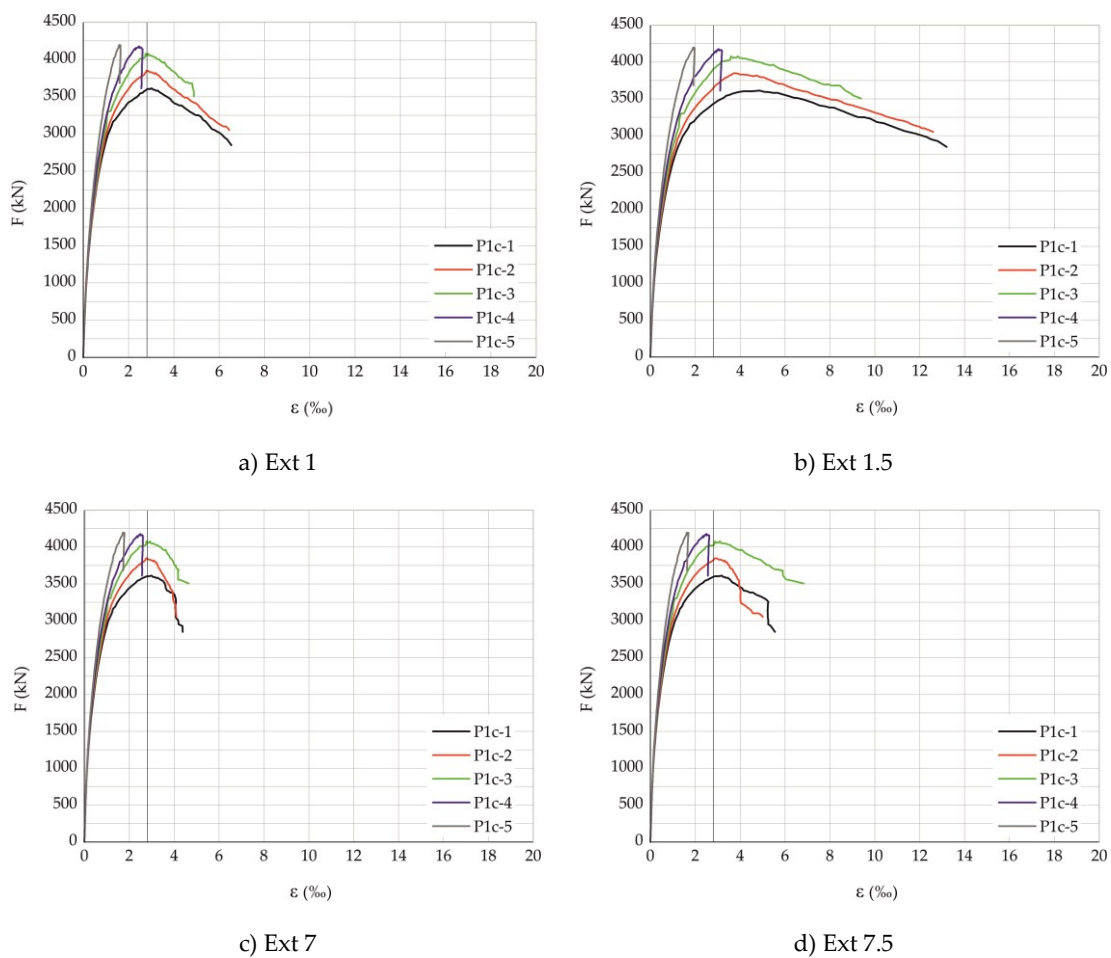 4500
4000
3500
3000
2500
2000
1500
1000
500
0
F (kN)
0 2 4 6 8 10 12 14 16 18 20
ε (‰)
P1c-1
P1c-2
P1c-3
P1c-4
P1c-5
a) Ext 1
4500
4000
3500
3000
2500
2000
1500
1000
500
0
F (kN)
0 2 4 6 8 10 12 14 16 18 20
ε (‰)
P1c-1
P1c-2
P1c-3
P1c-4
P1c-5
b) Ext 1.5
4500
4000
3500
3000
2500
2000
1500
1000
500
0
F (kN)
0 2 4 6 8 10 12 14 16 18 20
ε (‰)
P1c-1
P1c-2
P1c-3
P1c-4
P1c-5
c) Ext 7
4500
4000
3500
3000
2500
2000
1500
1000
500
0
F (kN)
0 2 4 6 8 10 12 14 16 18 20
ε (‰)
P1c-1
P1c-2
P1c-3
P1c-4
P1c-5
d) Ext 7.5